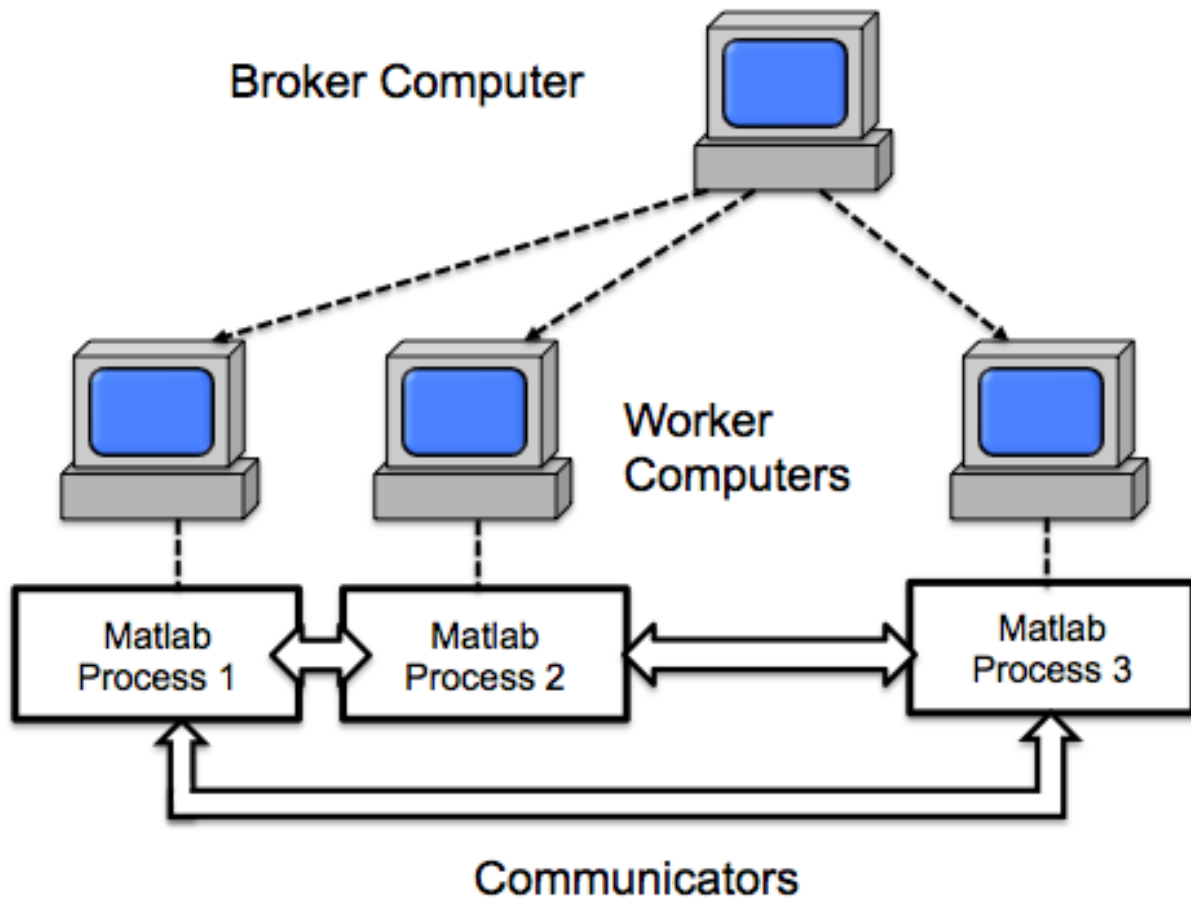 Broker Computer
Worker
Computers
Matlab
Process 1
Matlab
Process 2
Matlab
Process 3
Communicators